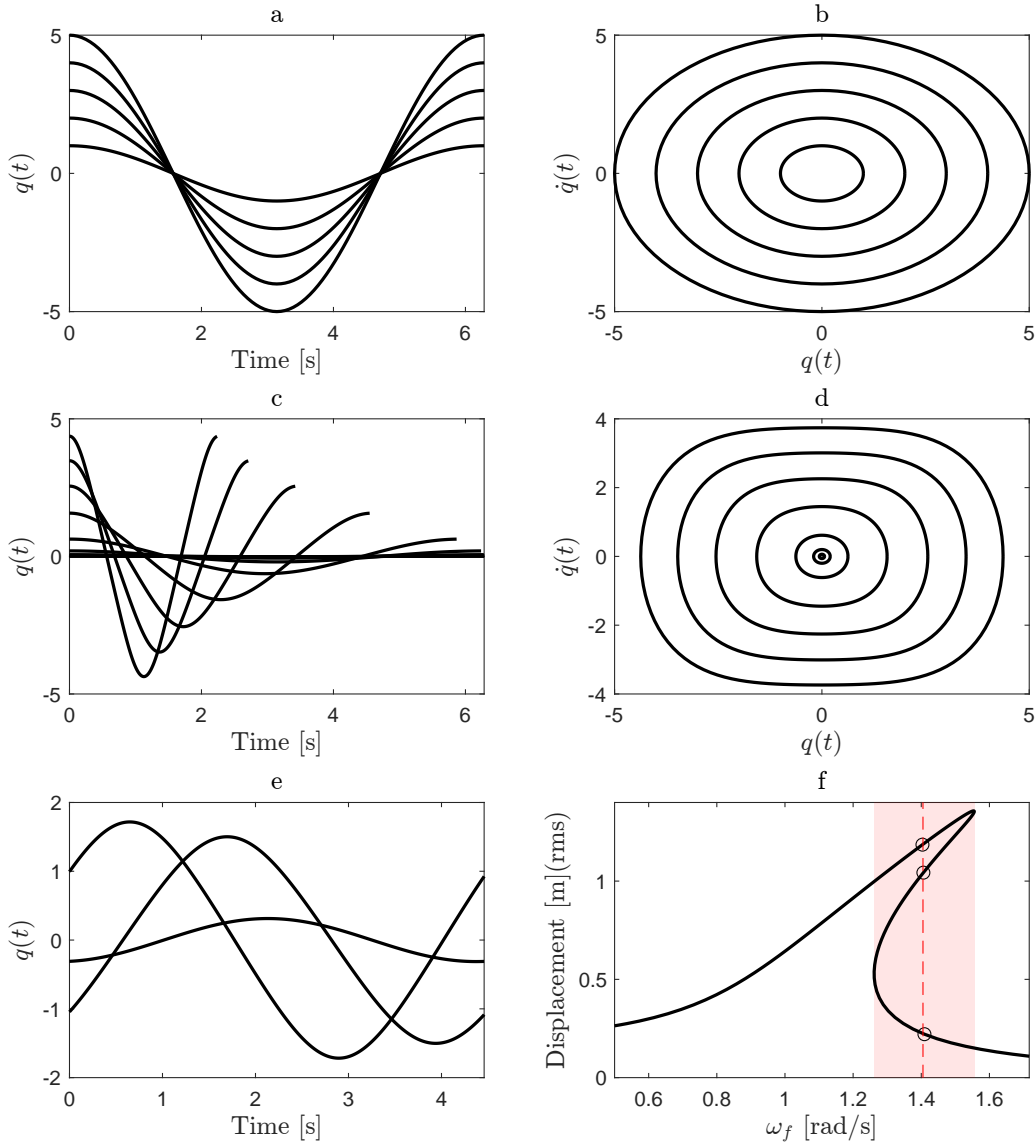 a
5
0
-5
q(t)
0 2 4 6
Time [s]
b
5
0
-5
q̇(t)
-5 0 5
q(t)
c
5
0
-5
q(t)
0 2 4 6
Time [s]
d
4
2
0
-2
-4
q̇(t)
-5 0 5
q(t)
e
2
1
0
-1
-2
q(t)
0 1 2 3 4
Time [s]
f
1
0.5
0
Displacement [m](rms)
0.6 0.8 1 1.2 1.4 1.6
ω_f [rad/s]